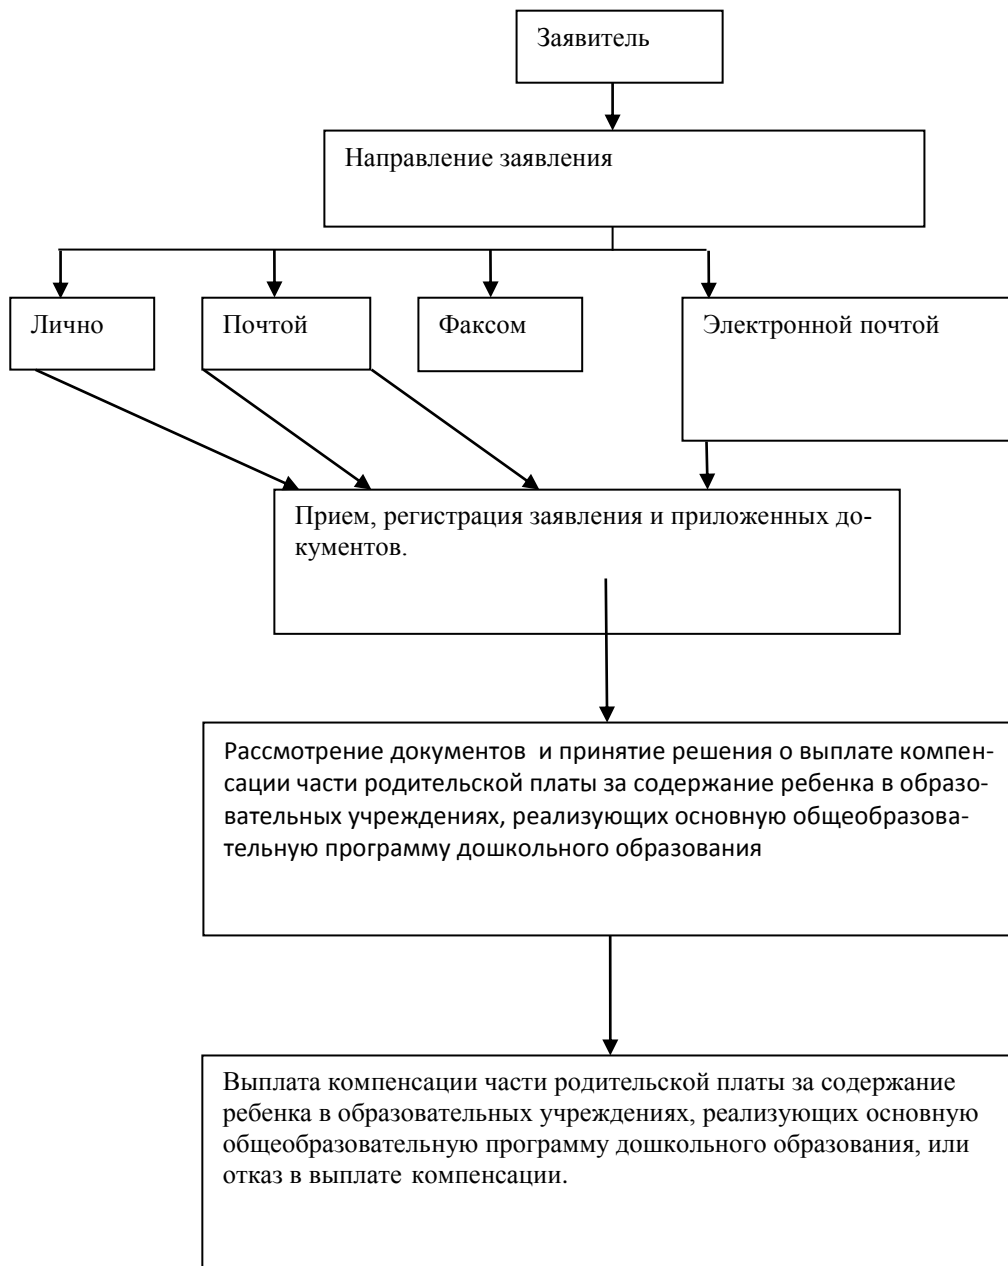 Заявитель
Направление заявления
Лично
Почтой
Факсом
Электронной почтой
Прием, регистрация заявления и приложенных до-
кументов.
Рассмотрение документов  и принятие решения о выплате компен-
сации части родительской платы за содержание ребенка в образо-
вательных учреждениях, реализующих основную общеобразова-
тельную программу дошкольного образования
Выплата компенсации части родительской платы за содержание
ребенка в образовательных учреждениях, реализующих основную
общеобразовательную программу дошкольного образования, или
отказ в выплате компенсации.